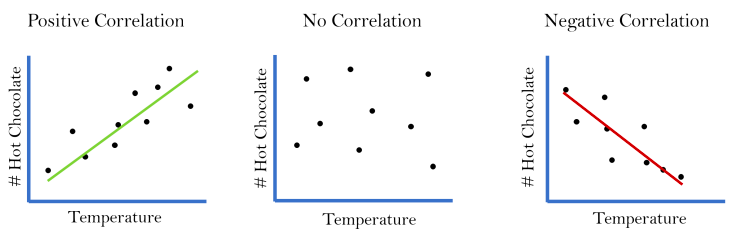 Positive Correlation
# Hot Chocolate
Temperature
No Correlation
# Hot Chocolate
Temperature
Negative Correlation
# Hot Chocolate
Temperature